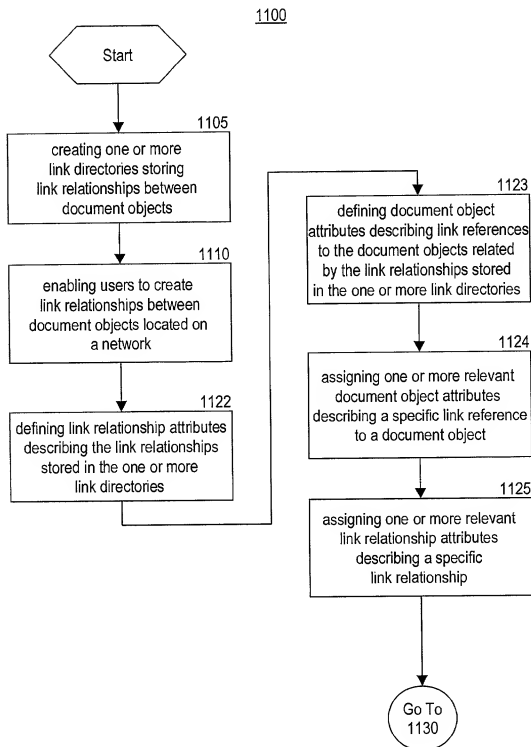 1100
Start
1105
creating one or more
link directories storing
link relationships between
document objects
1110
enabling users to create
link relationships between
document objects located on
a network
1122
defining link relationship attributes
describing the link relationships
stored in the one or more
link directories
1123
defining document object
attributes describing link references
to the document objects related
by the link relationships stored
in the one or more link directories
1124
assigning one or more relevant
document object attributes
describing a specific link reference
to a document object
1125
assigning one or more relevant
link relationship attributes
describing a specific
link relationship
Go To
1130